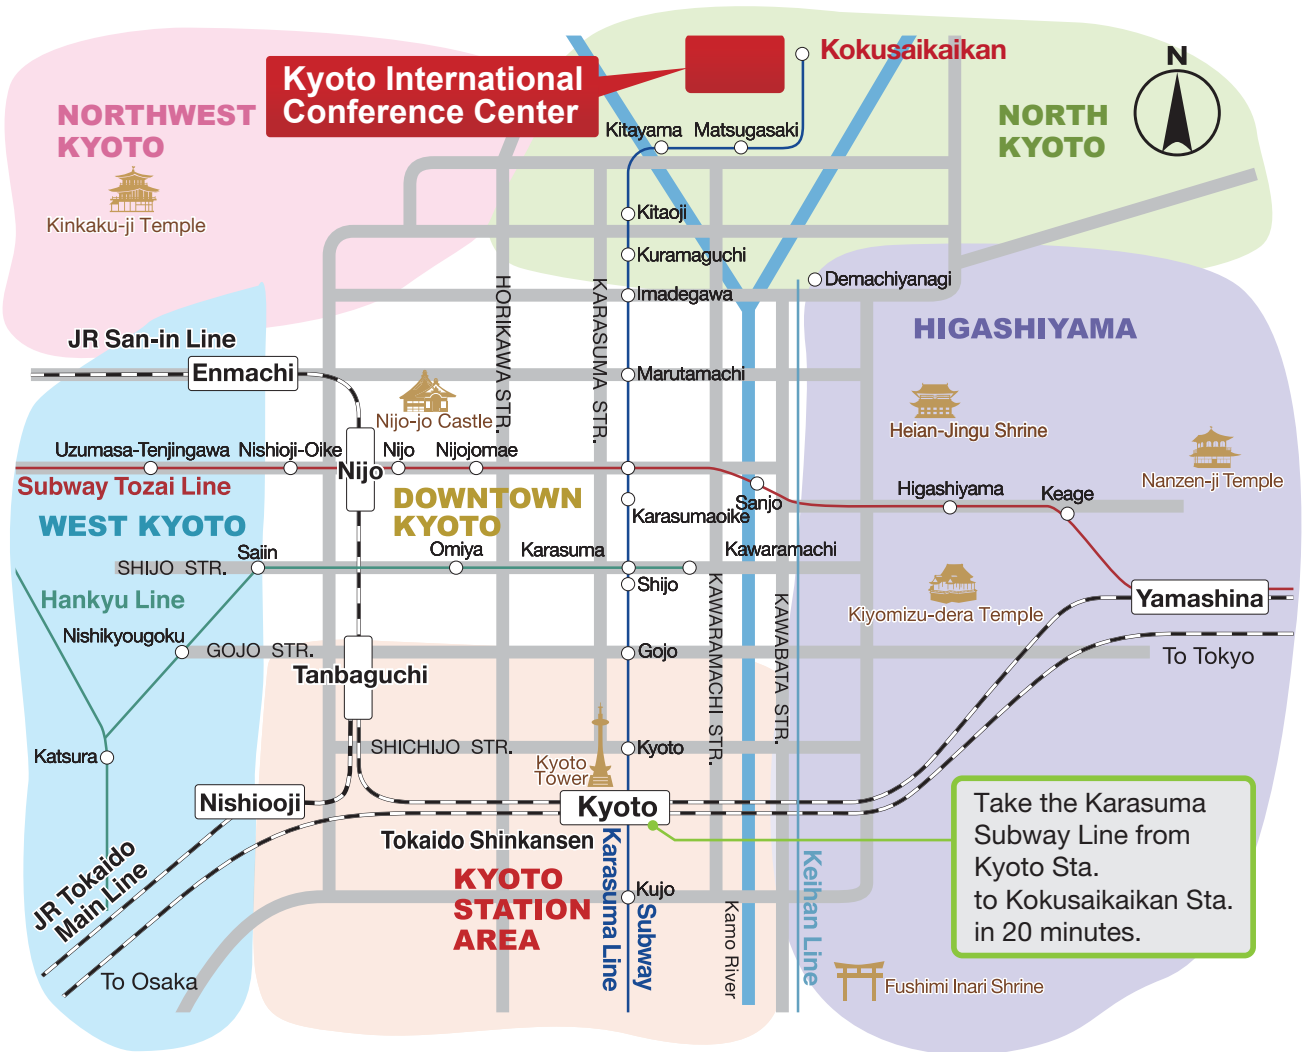 Kokusaikaikan
Kyoto International
Conference Center
N
NORTHWEST
KYOTO
NORTH
KYOTO
Kitayama
Matsugasaki
Kinkaku-ji Temple
Kitaoji
Kuramaguchi
Demachiyanagi
Imadegawa
HORIKAWA STR.
KARASUMA STR.
HIGASHIYAMA
JR San-in Line
Enmachi
Marutamachi
Nijo-jo Castle
Heian-Jingu Shrine
Uzumasa-Tenjingawa
Nishioji-Oike
Nijo
Nijo
Nijojomae
Nanzen-ji Temple
Subway Tozai Line
DOWNTOWN
KYOTO
Sanjo
Higashiyama
Keage
WEST KYOTO
Karasumaoike
Saiin
Omiya
Karasuma
Kawaramachi
SHIJO STR.
Shijo
Hankyu Line
KAWARAMACHI STR.
KAWABATA STR.
Kiyomizu-dera Temple
Yamashina
Nishikyougoku
GOJO STR.
Gojo
To Tokyo
Tanbaguchi
SHICHIJO STR.
Kyoto
Katsura
Kyoto
Tower
Nishiooji
Kyoto
Take the Karasuma
Subway Line from
Kyoto Sta.
to Kokusaikaikan Sta.
in 20 minutes.
Tokaido Shinkansen
JR Tokaido
Main Line
KYOTO
STATION
AREA
Karasuma Line
Subway
Kujo
Kamo River
Keihan Line
To Osaka
Fushimi Inari Shrine